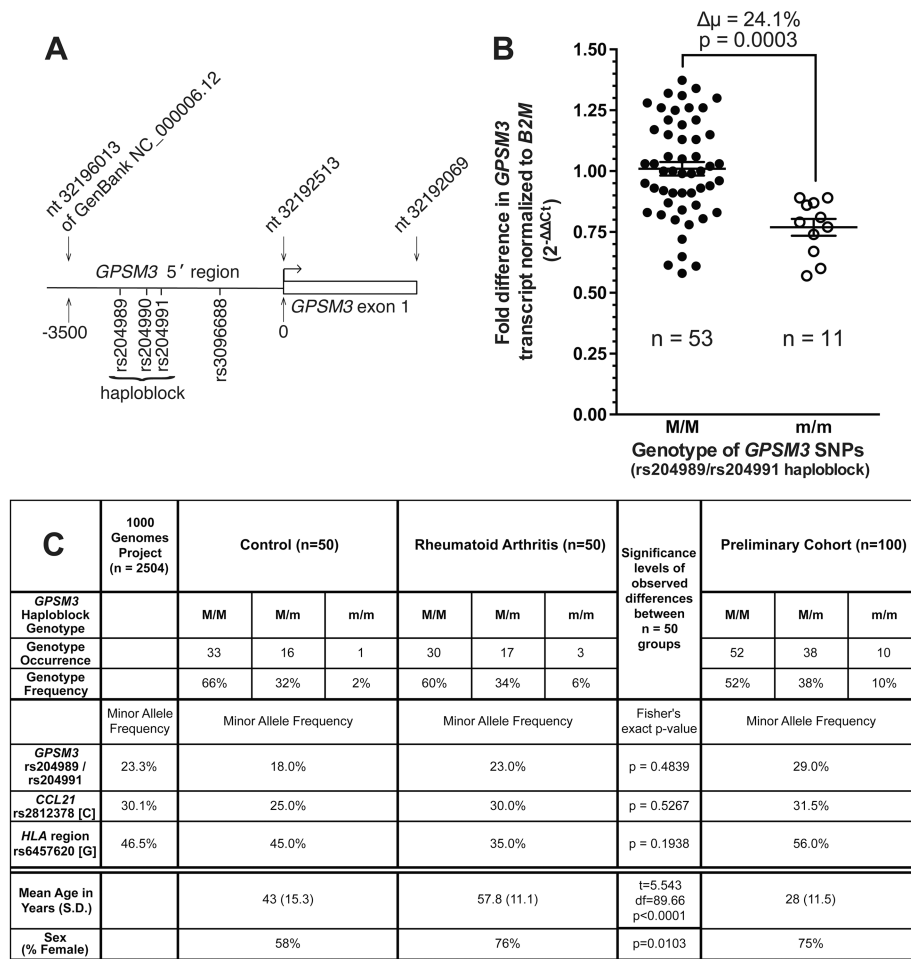 A
nt 32196013
of GenBank NC_000006.12
nt 32192513
nt 32192069
GPSM3 5′ region
GPSM3 exon 1
-3500
0
rs204989
rs204990
rs204991
rs3096688
haploblock
B
Δμ = 24.1%
p = 0.0003
Fold difference in GPSM3
transcript normalized to B2M
(2-ΔΔCt)
1.50
1.25
1.00
0.75
0.50
0.25
0.00
n = 53
n = 11
M/M
m/m
Genotype of GPSM3 SNPs
(rs204989/rs204991 haploblock)
C
1000
Genomes
Project
(n = 2504)
Control (n=50)
Rheumatoid Arthritis (n=50)
Significance
levels of
observed
differences
between
n = 50
groups
Preliminary Cohort (n=100)
GPSM3
Haploblock
Genotype
M/M M/m m/m M/M M/m m/m M/M M/m m/m
Genotype
Occurrence
33 16 1 30 17 3 52 38 10
Genotype
Frequency
66% 32% 2% 60% 34% 6% 52% 38% 10%
Minor Allele
Frequency
Minor Allele Frequency
Minor Allele Frequency
Fisher's
exact p-value
Minor Allele Frequency
GPSM3
rs204989 /
rs204991
23.3% 18.0% 23.0% p = 0.4839 29.0%
CCL21
rs2812378 [C]
30.1% 25.0% 30.0% p = 0.5267 31.5%
HLA region
rs6457620 [G]
46.5% 45.0% 35.0% p = 0.1938 56.0%
Mean Age in
Years (S.D.)
43 (15.3) 57.8 (11.1)
t=5.543
df=89.66
p<0.0001
28 (11.5)
Sex
(% Female)
58% 76% p=0.0103 75%